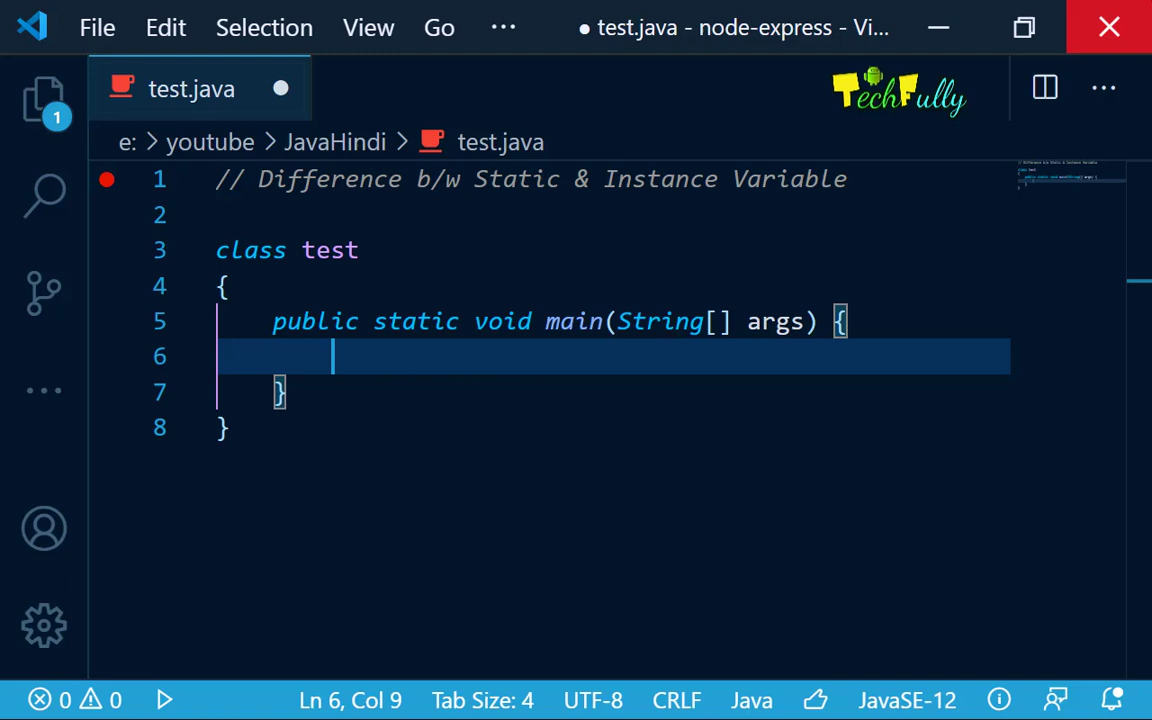 File Edit Selection View Go ··· ● test.java - node-express - Vi...
test.java ●
TechFully
1
e: > youtube > JavaHindi > test.java
1 // Difference b/w Static & Instance Variable
2
3 class test
4 {
5 public static void main(String[] args) {
6
7 }
8 }
0 0 Ln 6, Col 9 Tab Size: 4 UTF-8 CRLF Java JavaSE-12